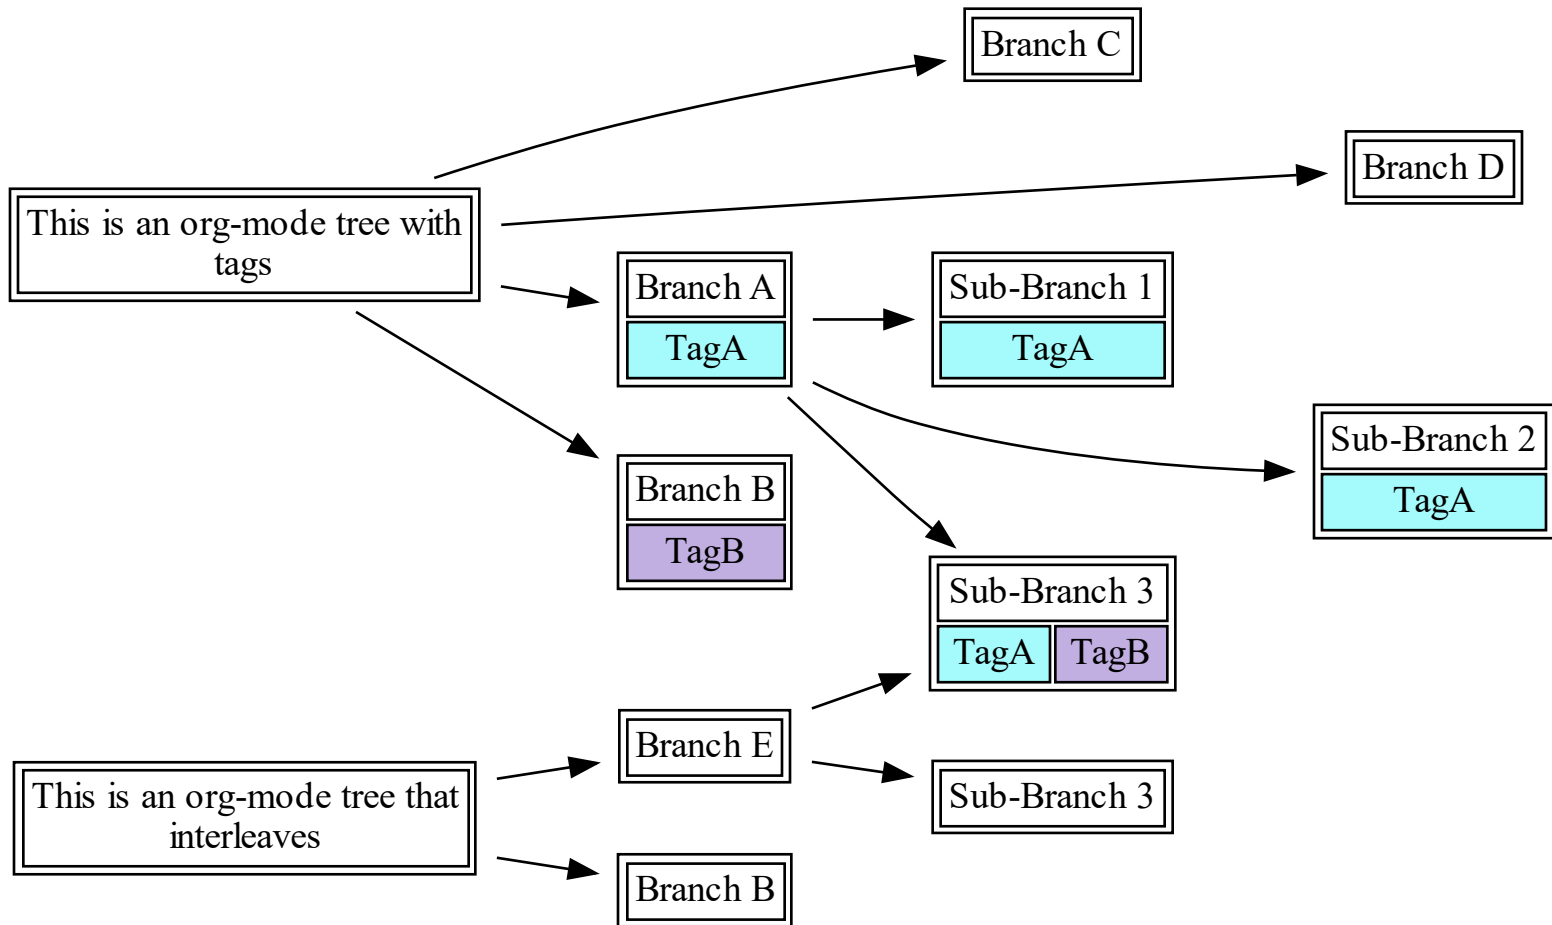 Branch C
Branch D
This is an org-mode tree with
tags
Branch A
TagA
Sub-Branch 1
TagA
Sub-Branch 2
TagA
Branch B
TagB
Sub-Branch 3
TagA TagB
Branch E
This is an org-mode tree that
interleaves
Sub-Branch 3
Branch B